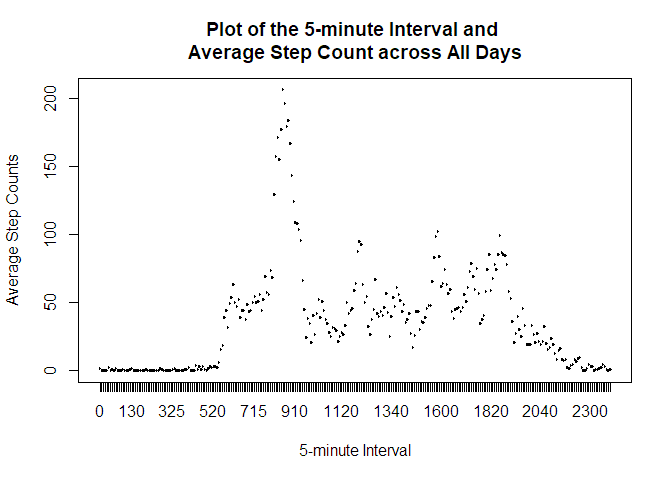 Plot of the 5-minute Interval and
Average Step Count across All Days
Average Step Counts
200
150
100
50
0
0 130 325 520 715 910 1120 1340 1600 1820 2040 2300
5-minute Interval